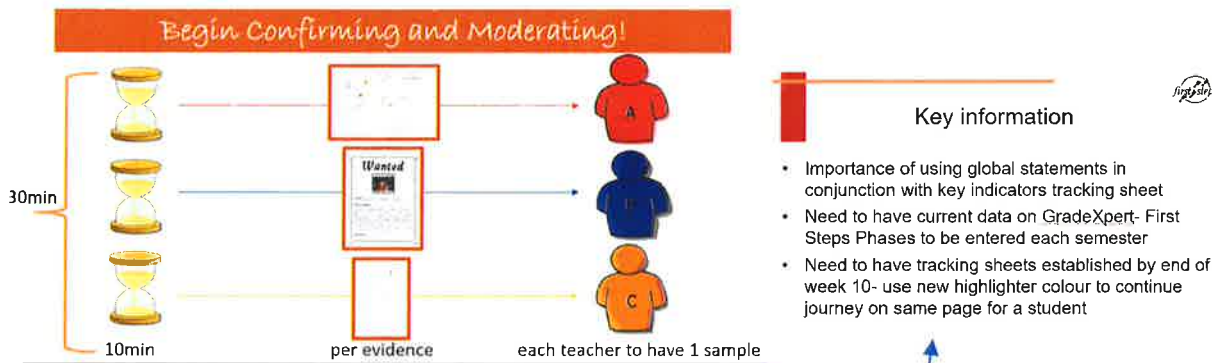 Begin Confirming and Moderating!
30min
A
Wanted
C
10min
per evidence
each teacher to have 1 sample
Key information
• Importance of using global statements in
conjunction with key indicators tracking sheet
• Need to have current data on GradeXpert- First
Steps Phases to be entered each semester
• Need to have tracking sheets established by end of
week 10- use new highlighter colour to continue
journey on same page for a student